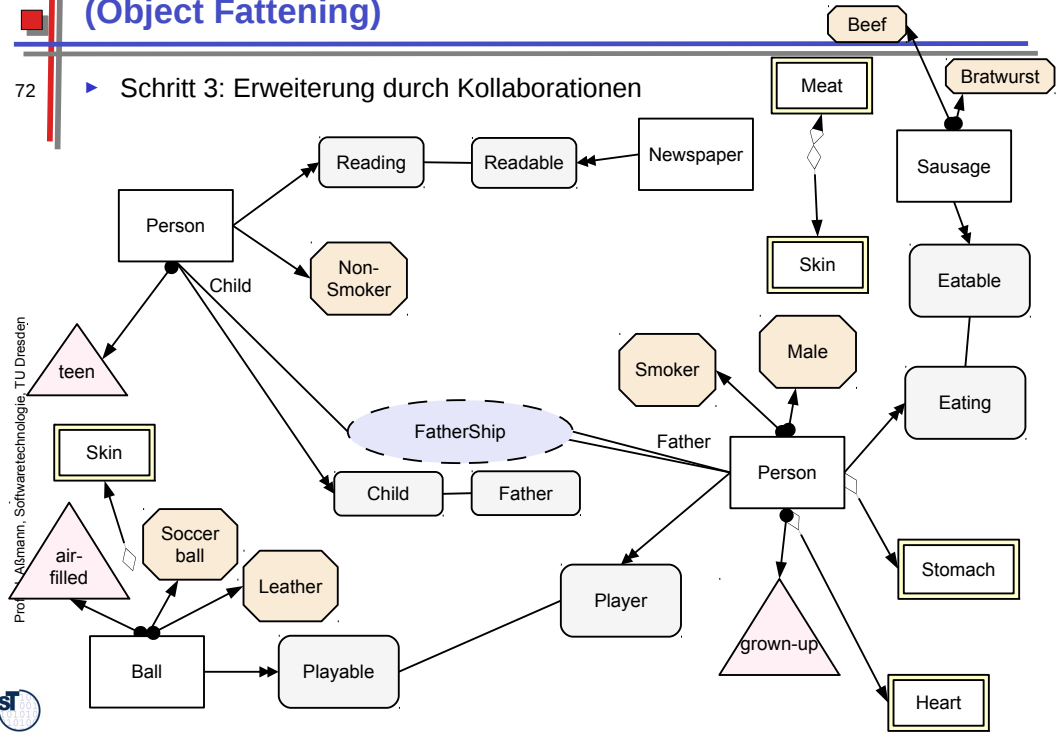 (Object Fattening)
72
► Schritt 3: Erweiterung durch Kollaborationen
Beef
Meat
Bratwurst
Reading
Readable
Newspaper
Sausage
Person
Skin
Non-
Smoker
Child
Eatable
teen
Smoker
Male
Eating
FatherShip
Father
Person
Skin
Child
Father
Soccer
ball
air-
filled
Leather
Stomach
Player
grown-up
Ball
Playable
Heart
Aßmann, Softwaretechnologie, TU Dresden
ST